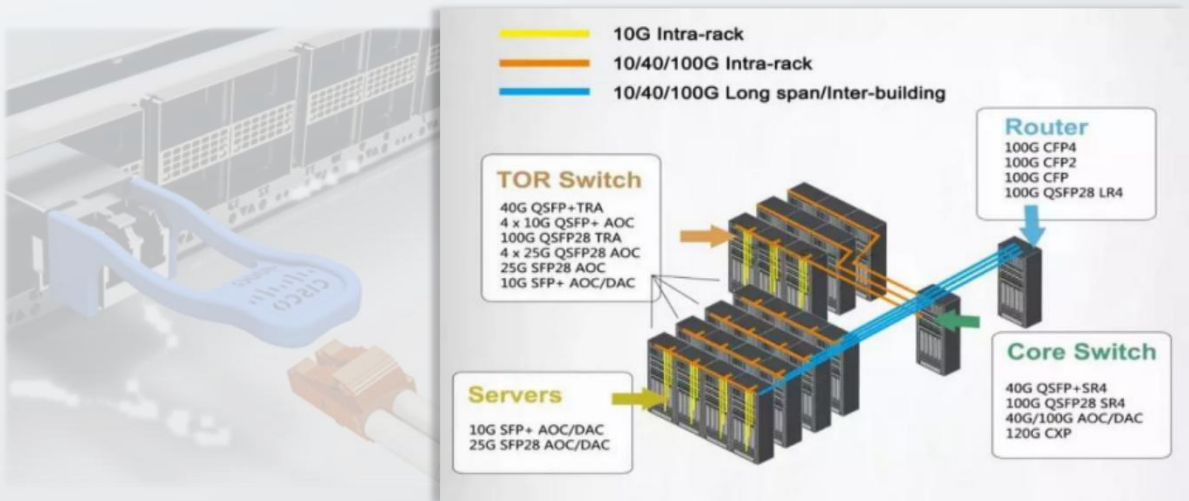 10G Intra-rack
10/40/100G Intra-rack
10/40/100G Long span/Inter-building
Router
100G CFP4
100G CFP2
100G CFP
100G QSFP28 LR4
TOR Switch
40G QSFP+TRA
4 x 10G QSFP+ AOC
100G QSFP28 TRA
4 x 25G QSFP28 AOC
25G SFP28 AOC
10G SFP+ AOC/DAC
Servers
10G SFP+ AOC/DAC
25G SFP28 AOC/DAC
Core Switch
40G QSFP+SR4
100G QSFP28 SR4
40G/100G AOC/DAC
120G CXP
CISCO